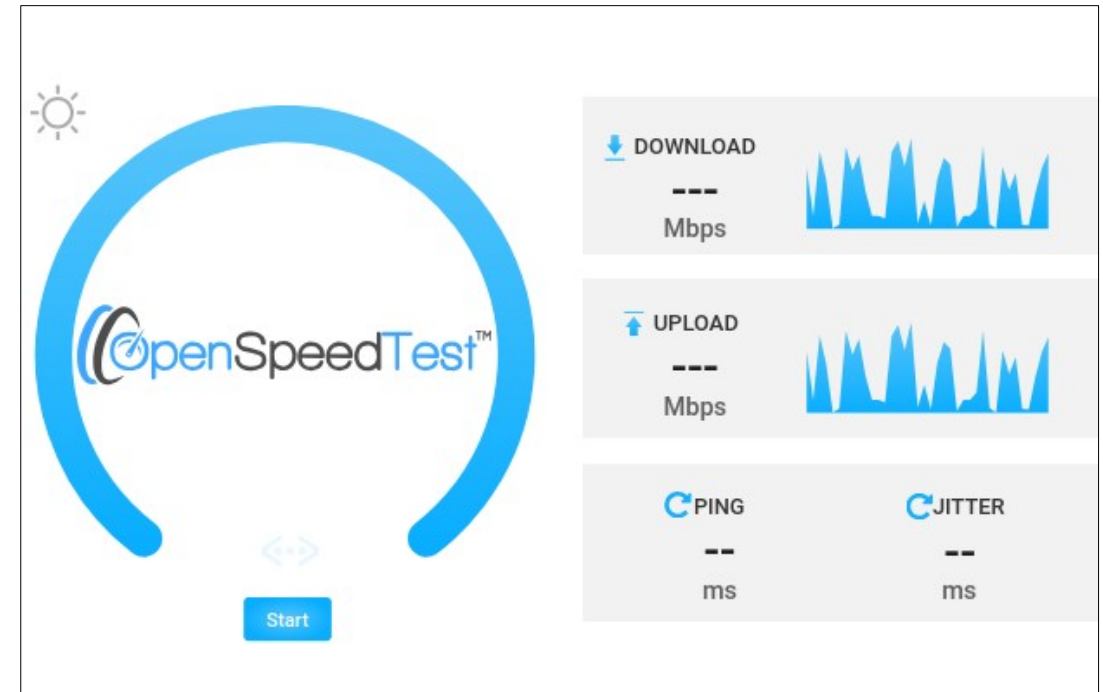 OpenSpeedTest™
Start
DOWNLOAD
---
Mbps
UPLOAD
---
Mbps
PING
--
ms
JITTER
--
ms